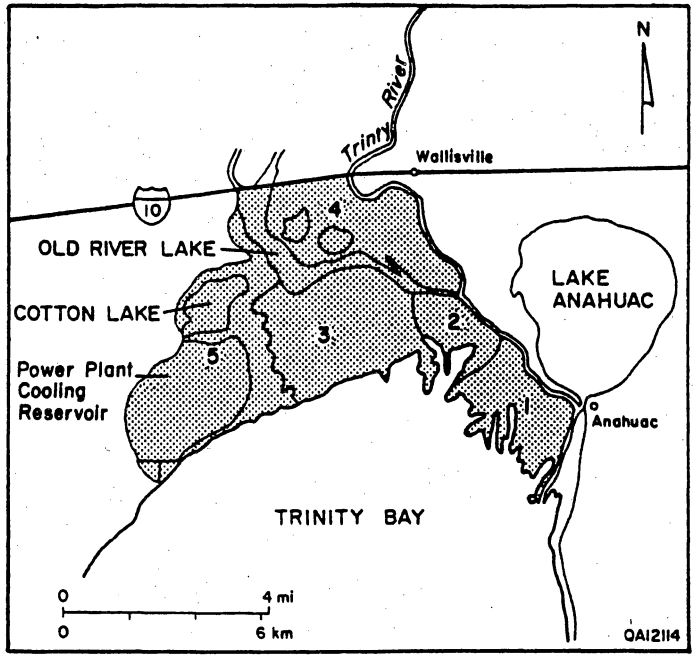 N
Trinty River
Wallisville
10
4
OLD RIVER LAKE
LAKE
ANAHUAC
COTTON LAKE
2
3
5
Power Plant
Cooling
Reservoir
1
Anahuac
TRINITY BAY
0 4 mi
0 6 km
QA12114